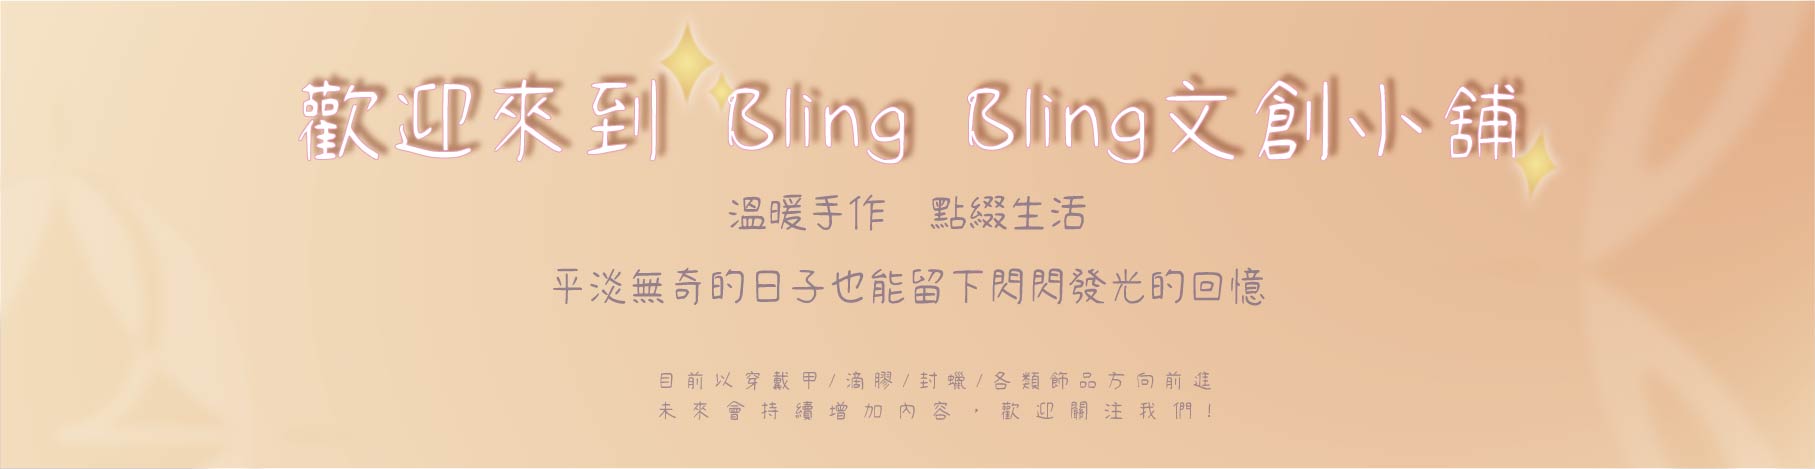 歡迎來到 Bling Bling文創小舖
溫暖手作 點綴生活
平淡無奇的日子也能留下閃閃發光的回憶
目前以穿戴甲/滴膠/封蠟/各類飾品方向前進
未來會持續增加內容，歡迎關注我們!